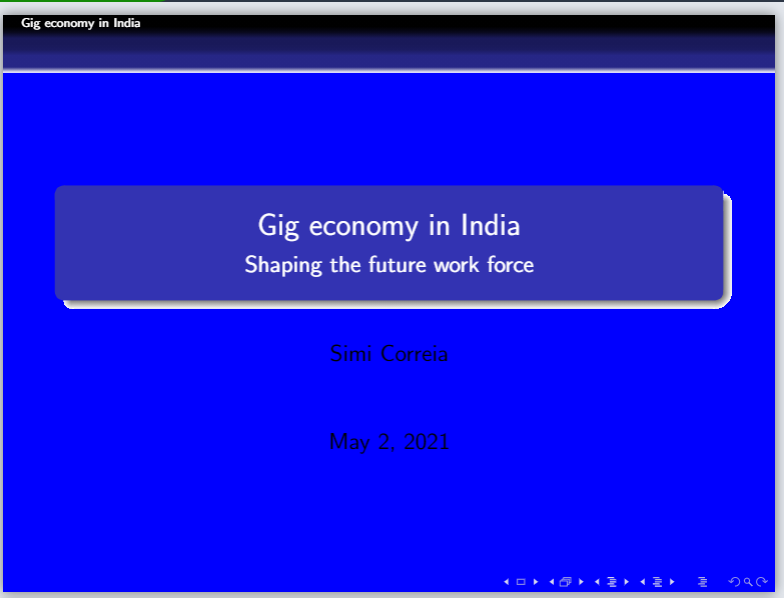 Gig economy in India
Gig economy in India
Shaping the future work force
Simi Correia
May 2, 2021